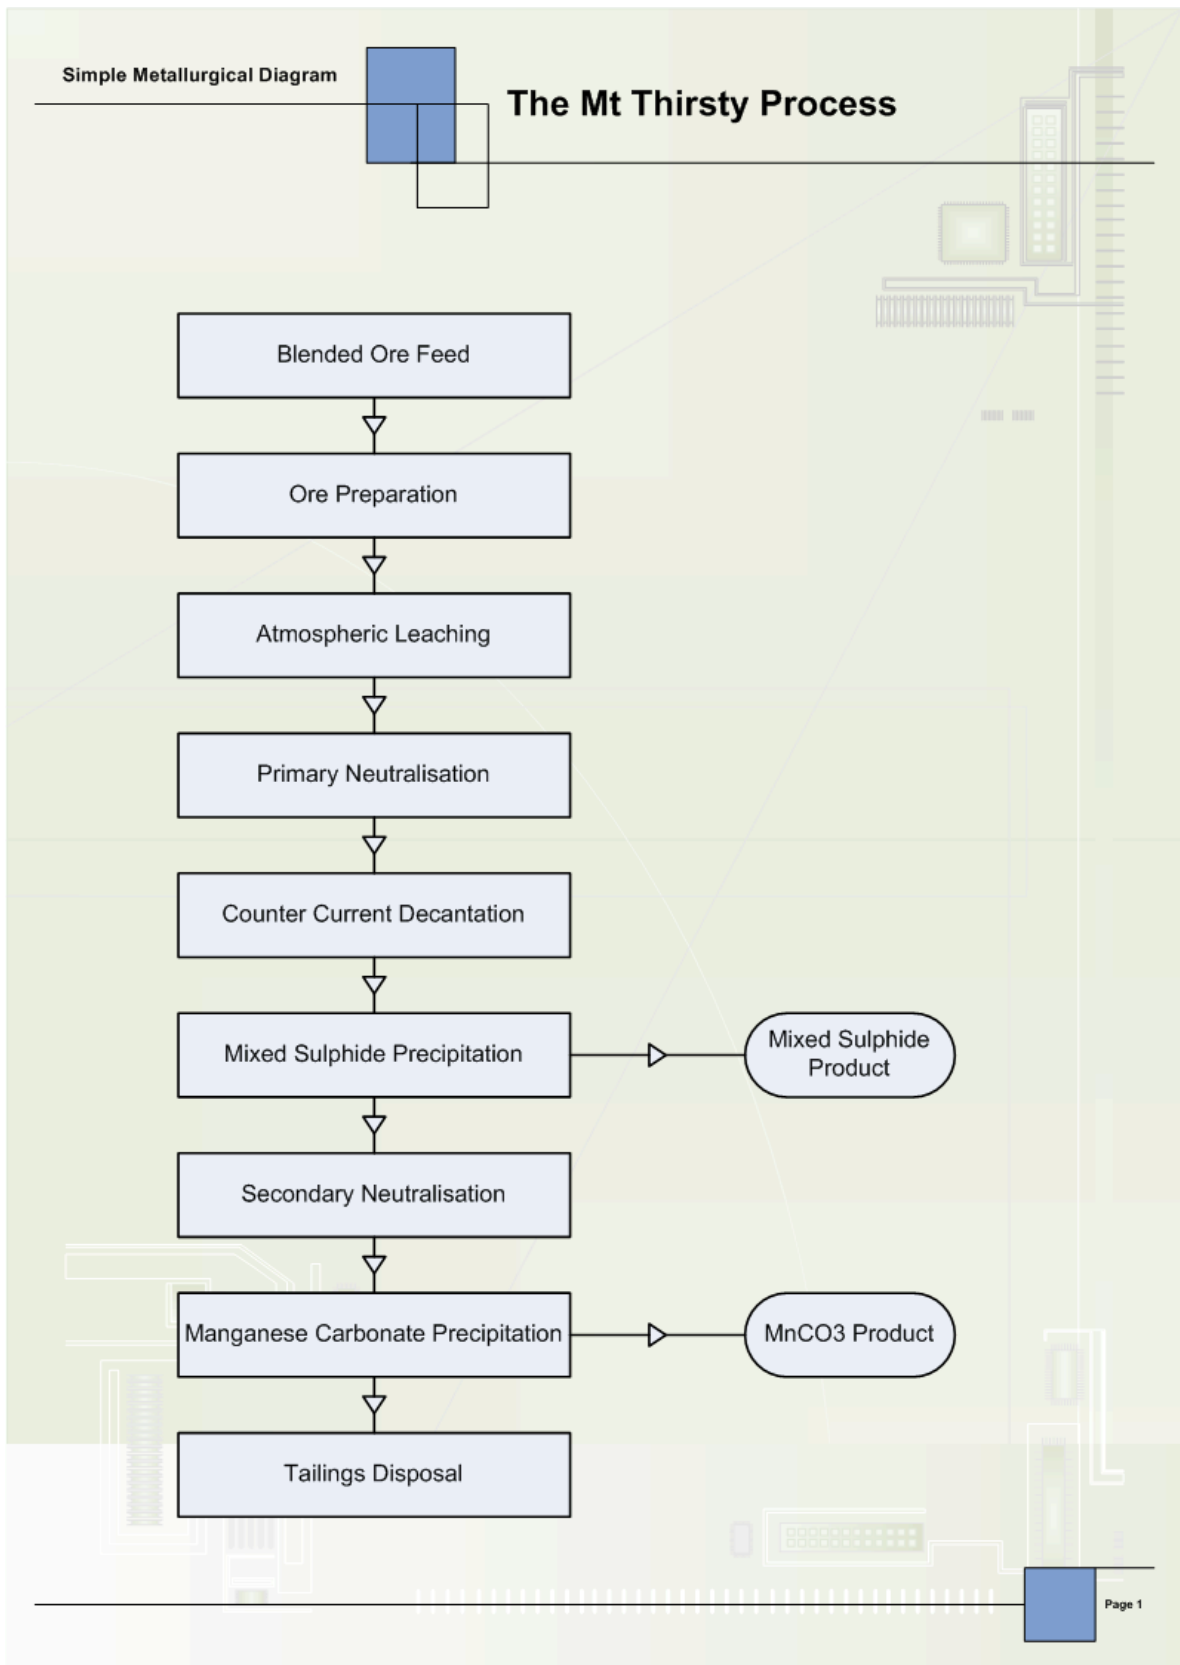 Simple Metallurgical Diagram
The Mt Thirsty Process
Blended Ore Feed
Ore Preparation
Atmospheric Leaching
Primary Neutralisation
Counter Current Decantation
Mixed Sulphide Precipitation
Mixed Sulphide
Product
Secondary Neutralisation
Manganese Carbonate Precipitation
MnCO3 Product
Tailings Disposal
Page 1